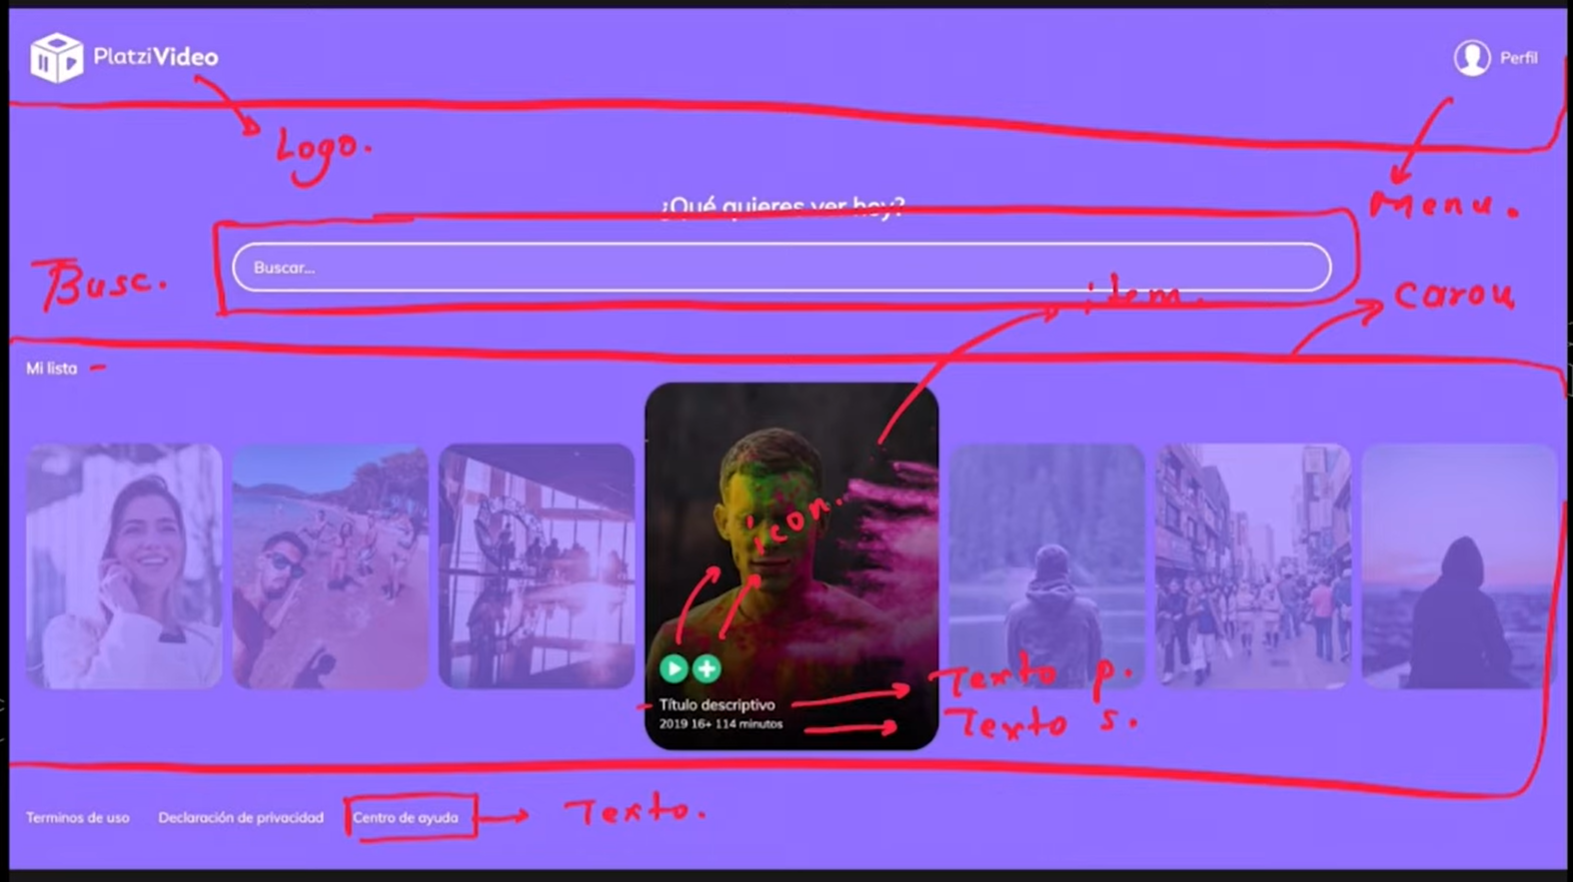 PlatziVideo
Perfil
Logo.
menu.
¿Qué quieres ver hoy?
Busc.
Buscar...
item.
carou
Mi lista
icon..
Título descriptivo
Texto p.
2019 16+ 114 minutos
Texto s.
Terminos de uso
Declaración de privacidad
Centro de ayuda
Texto.